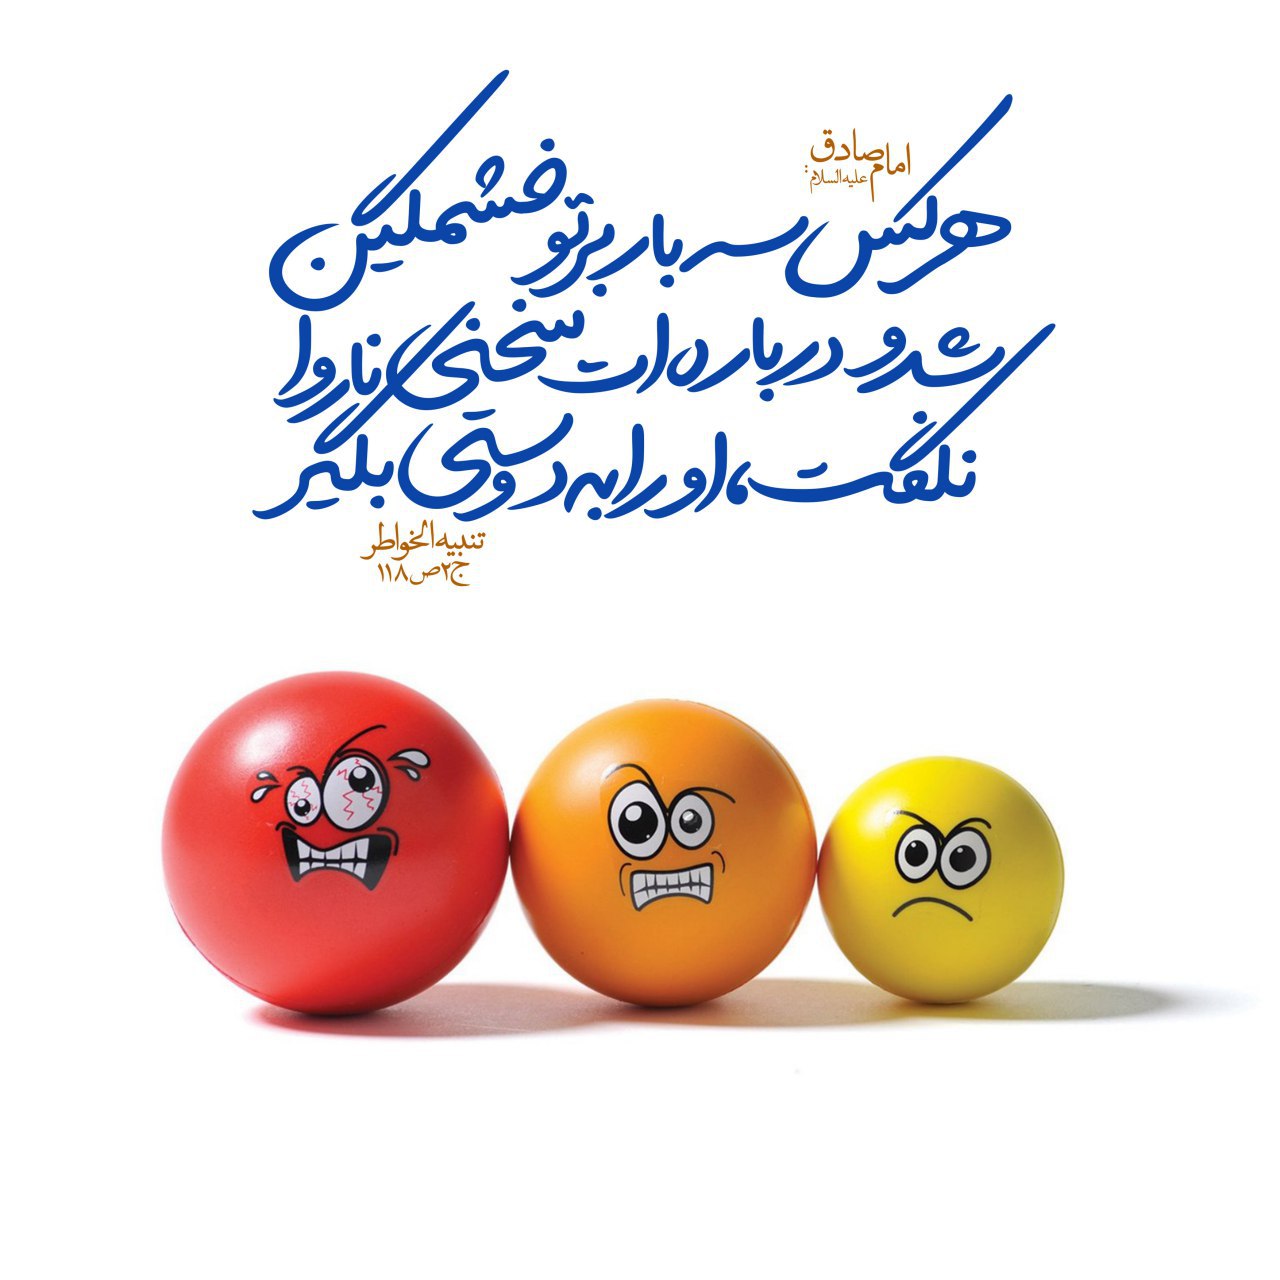 امام صادق
علیه السلام:
هر کس سه بار بر تو خشمگین
شد و درباره ات سخنی ناروا
نگفت، او را به دوستی بگیر
تنبیه الخواطر
ج۲ ص ۱۱۸